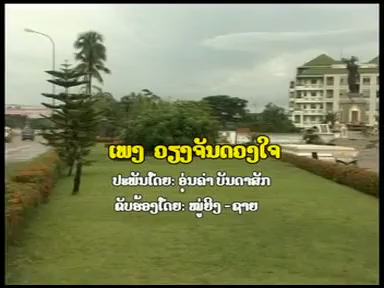 ເພງ ວຽງຈັນດວງໃຈ
ປະພັນໂດຍ: ອຸ່ນຄຳ ບັນດາສັກ
ຂັບຮ້ອງໂດຍ: ໝູ່ຍິງ - ຊາຍ